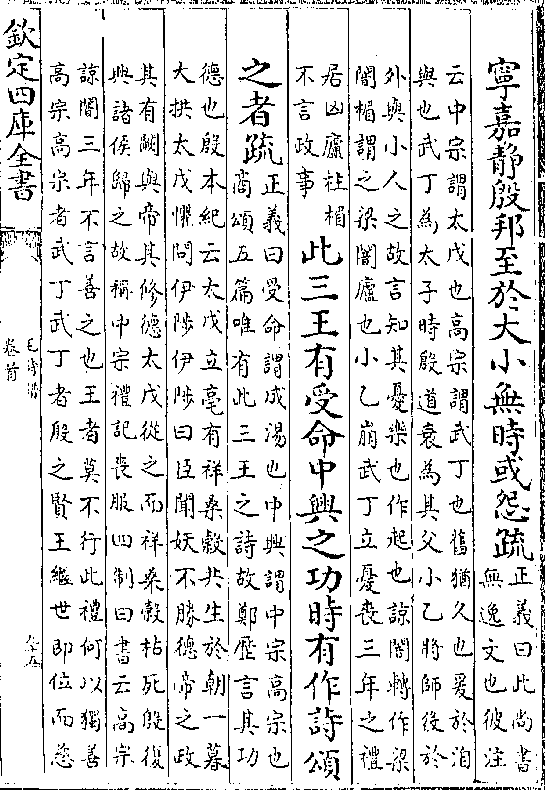 寧嘉靜殷邦至於大小無時或怨疏
正義曰此尚書
無逸文也彼注
云中宗謂太戊也高宗謂武丁也舊猶久也爰於洎
與也武丁為太子時殷道衰為其父小乙將師役於
外與小人之故言知其憂樂也作起也諒闇轉作梁
闇楣謂之梁闇廬也小乙崩武丁立憂喪三年之禮
居凶廬柱楣
不言政事
此三王有受命中興之功時有作詩頌
之者疏
正義曰受命謂成湯也中興謂中宗高宗也
商頌五篇唯有此三王之詩故鄭歷言其功
德也殷本紀云太戊立亳有祥桑穀共生於朝一暮
大拱太戊懼問伊陟伊陟曰臣聞妖不勝德帝之政
其有闕與帝其修德太戊從之而祥桑穀枯死殷復
興諸侯歸之故稱中宗禮記喪服四制曰書云高宗
諒闇三年不言善之也王者莫不行此禮何以獨善
高宗高宗者武丁武丁者殷之賢王繼世即位而慈
欽定四庫全書
毛詩譜
卷首